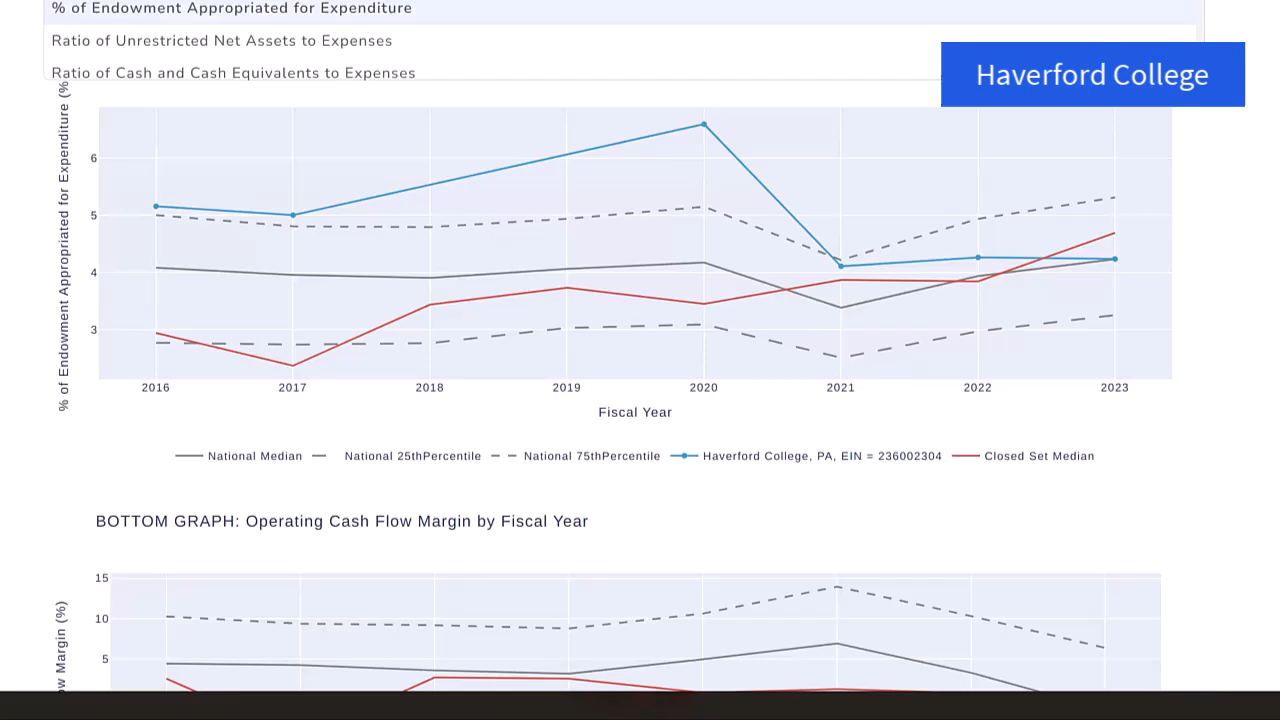 % of Endowment Appropriated for Expenditure
Ratio of Unrestricted Net Assets to Expenses
Ratio of Cash and Cash Equivalents to Expenses
Haverford College
% of Endowment Appropriated for Expenditure (%
6
5
4
3
2016 2017 2018 2019 2020 2021 2022 2023
Fiscal Year
National Median National 25thPercentile National 75thPercentile Haverford College, PA, EIN = 236002304 Closed Set Median
BOTTOM GRAPH: Operating Cash Flow Margin by Fiscal Year
15
10
5
ow Margin (%)